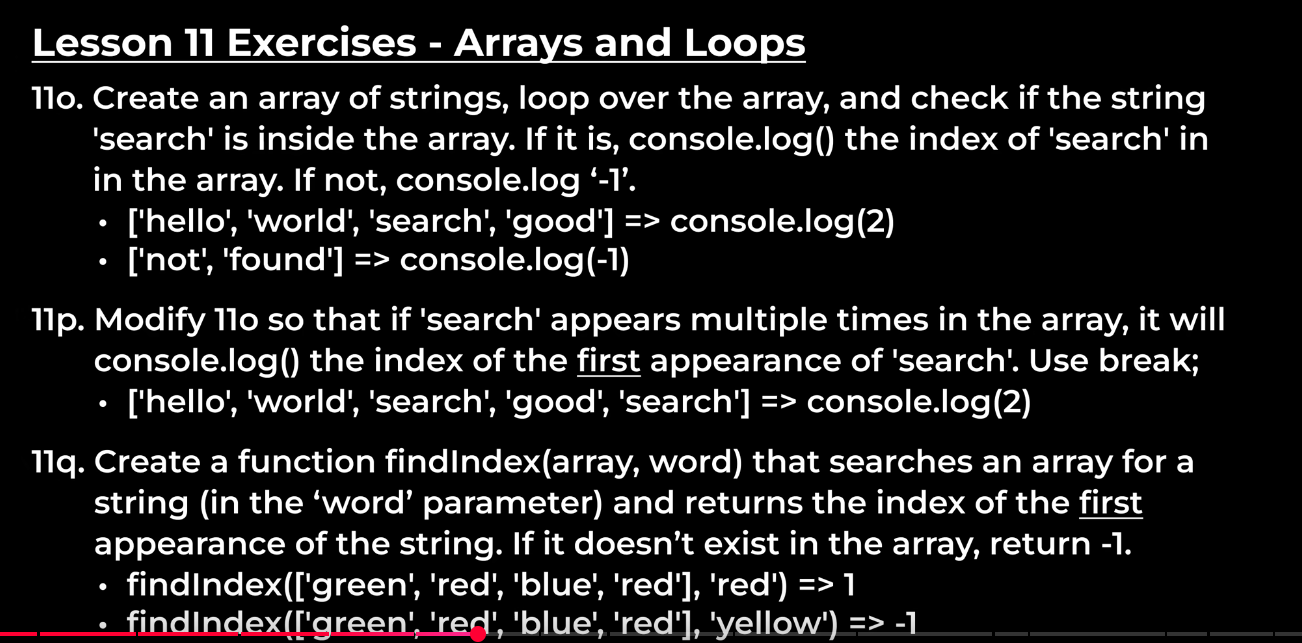 Lesson 11 Exercises - Arrays and Loops
11o. Create an array of strings, loop over the array, and check if the string
'search' is inside the array. If it is, console.log() the index of 'search' in
in the array. If not, console.log ‘-1’.
• ['hello', 'world', 'search', 'good'] => console.log(2)
• ['not', 'found'] => console.log(-1)
11p. Modify 11o so that if 'search' appears multiple times in the array, it will
console.log() the index of the first appearance of 'search'. Use break;
• ['hello', 'world', 'search', 'good', 'search'] => console.log(2)
11q. Create a function findIndex(array, word) that searches an array for a
string (in the ‘word’ parameter) and returns the index of the first
appearance of the string. If it doesn’t exist in the array, return -1.
• findIndex(['green', 'red', 'blue', 'red'], 'red') => 1
• findIndex(['green', 'red', 'blue', 'red'], 'yellow') => -1